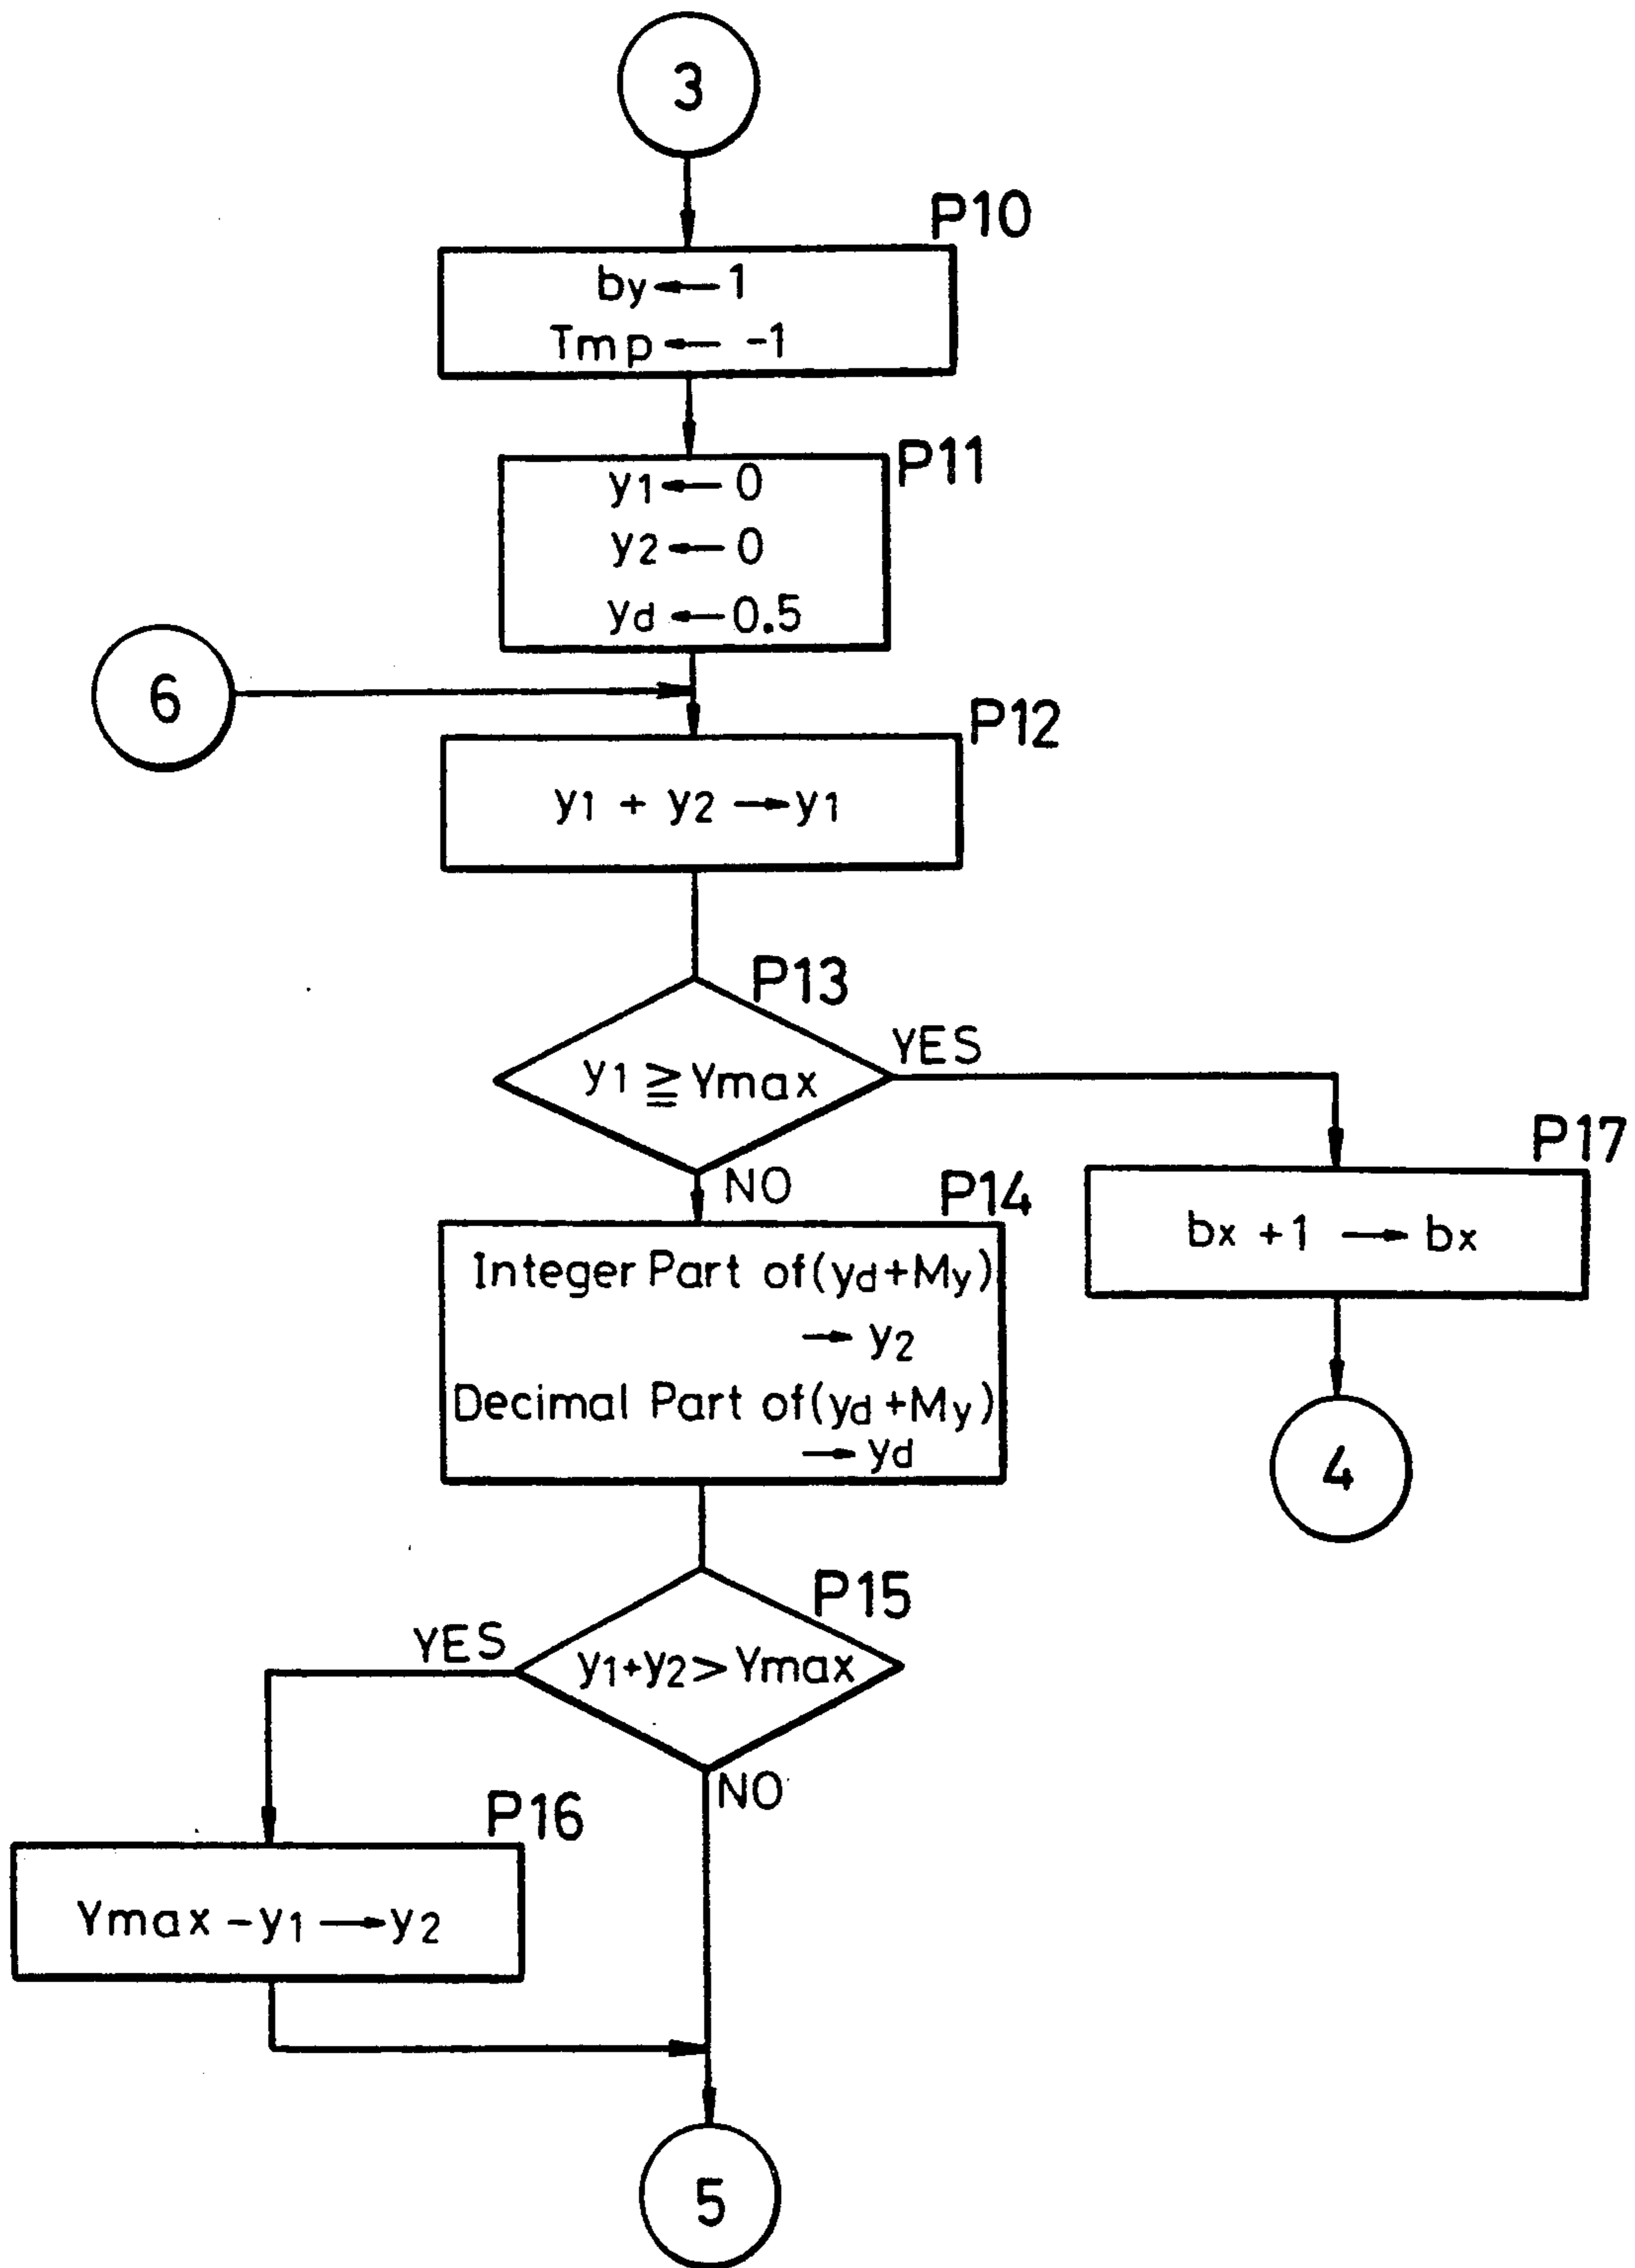 3
P10
by ← 1
Tmp ← -1
P11
y1 ← 0
y2 ← 0
yd ← 0.5
6
P12
y1 + y2 → y1
P13
YES
y1 ≧ Ymax
P17
NO
P14
bx + 1 → bx
Integer Part of (yd+My)
→ y2
Decimal Part of (yd+My)
→ yd
4
P15
YES
y1+y2 > Ymax
NO
P16
Ymax - y1 → y2
5